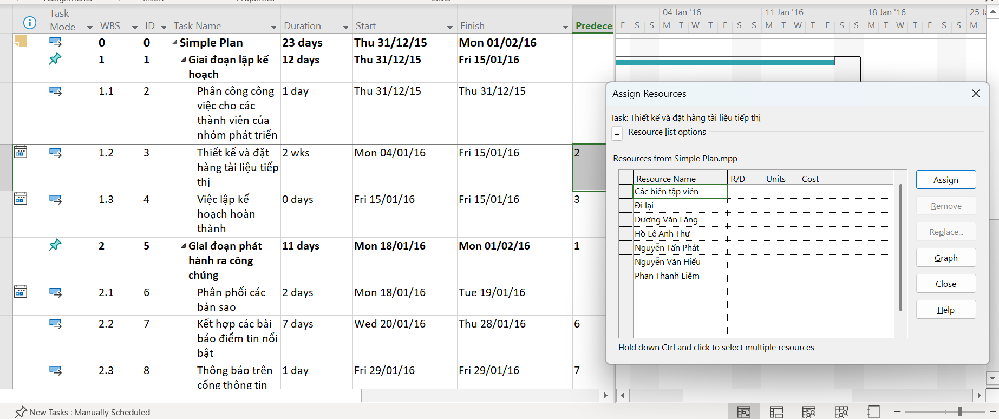 Task
Mode
WBS
ID
Task Name
Duration
Start
Finish
Predece
04 Jan '16
11 Jan '16
18 Jan '16
F S S M T W T F S S M T W T F S S M T W T F S S M
0 0 Simple Plan 23 days Thu 31/12/15 Mon 01/02/16
1 1 Giai đoạn lập kế 12 days Thu 31/12/15 Fri 15/01/16
hoạch
1.1 2 Phân công công 1 day Thu 31/12/15 Thu 31/12/15
việc cho các
thành viên của
nhóm phát triển
1.2 3 Thiết kế và đặt 2 wks Mon 04/01/16 Fri 15/01/16 2
hàng tài liệu tiếp
thị
1.3 4 Việc lập kế 0 days Fri 15/01/16 Fri 15/01/16 3
hoạch hoàn
thành
2 5 Giai đoạn phát 11 days Mon 18/01/16 Mon 01/02/16 1
hành ra công
chúng
2.1 6 Phân phối các 2 days Mon 18/01/16 Tue 19/01/16
bản sao
2.2 7 Kết hợp các bài 7 days Wed 20/01/16 Thu 28/01/16 6
báo điểm tin nổi
bật
2.3 8 Thông báo trên 1 day Fri 29/01/16 Fri 29/01/16 7
cổng thông tin
Assign Resources
Task: Thiết kế và đặt hàng tài liệu tiếp thị
+ Resource list options
Resources from Simple Plan.mpp
Resource Name R/D Units Cost
Các biên tập viên
Đi lại
Dương Văn Lăng
Hồ Lê Anh Thư
Nguyễn Tấn Phát
Nguyễn Văn Hiếu
Phan Thanh Liêm
Assign
Remove
Replace...
Graph
Close
Help
Hold down Ctrl and click to select multiple resources
New Tasks : Manually Scheduled